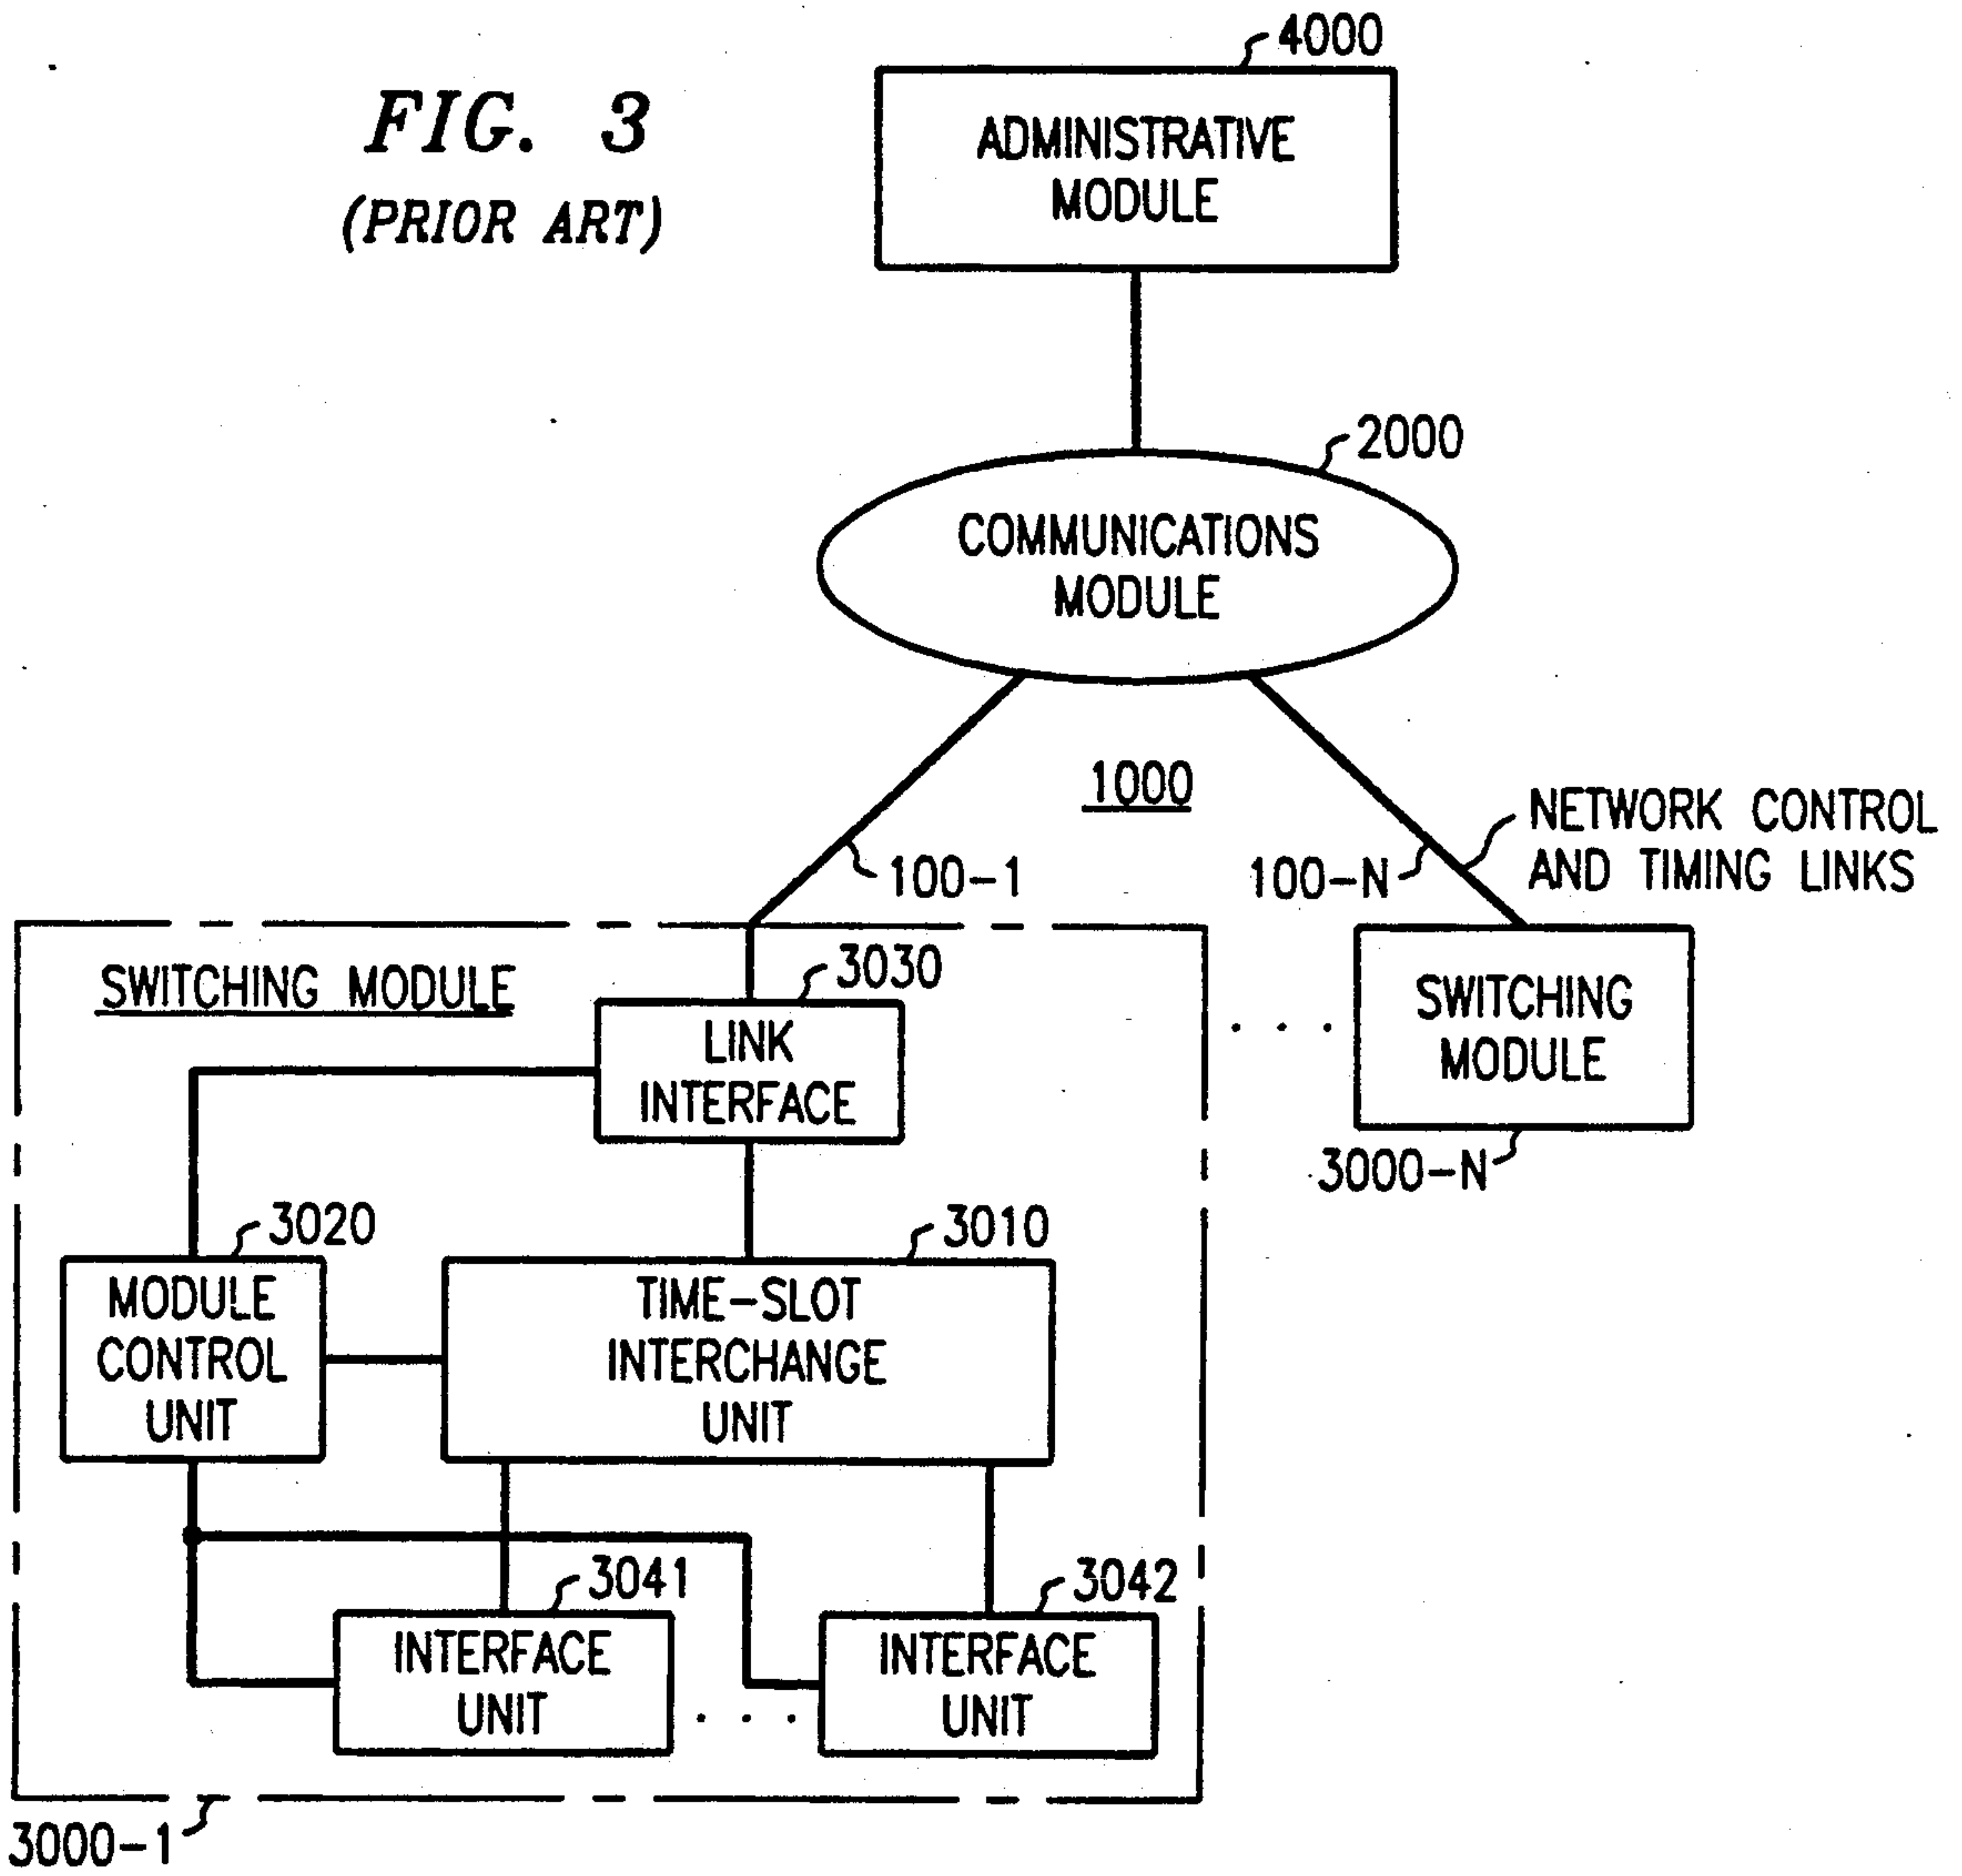 FIG. 3
(PRIOR ART)
4000
ADMINISTRATIVE
MODULE
2000
COMMUNICATIONS
MODULE
1000
100-1
100-N
NETWORK CONTROL
AND TIMING LINKS
SWITCHING MODULE
3030
LINK
INTERFACE
SWITCHING
MODULE
3000-N
3020
MODULE
CONTROL
UNIT
3010
TIME-SLOT
INTERCHANGE
UNIT
3041
INTERFACE
UNIT
. . .
3042
INTERFACE
UNIT
3000-1